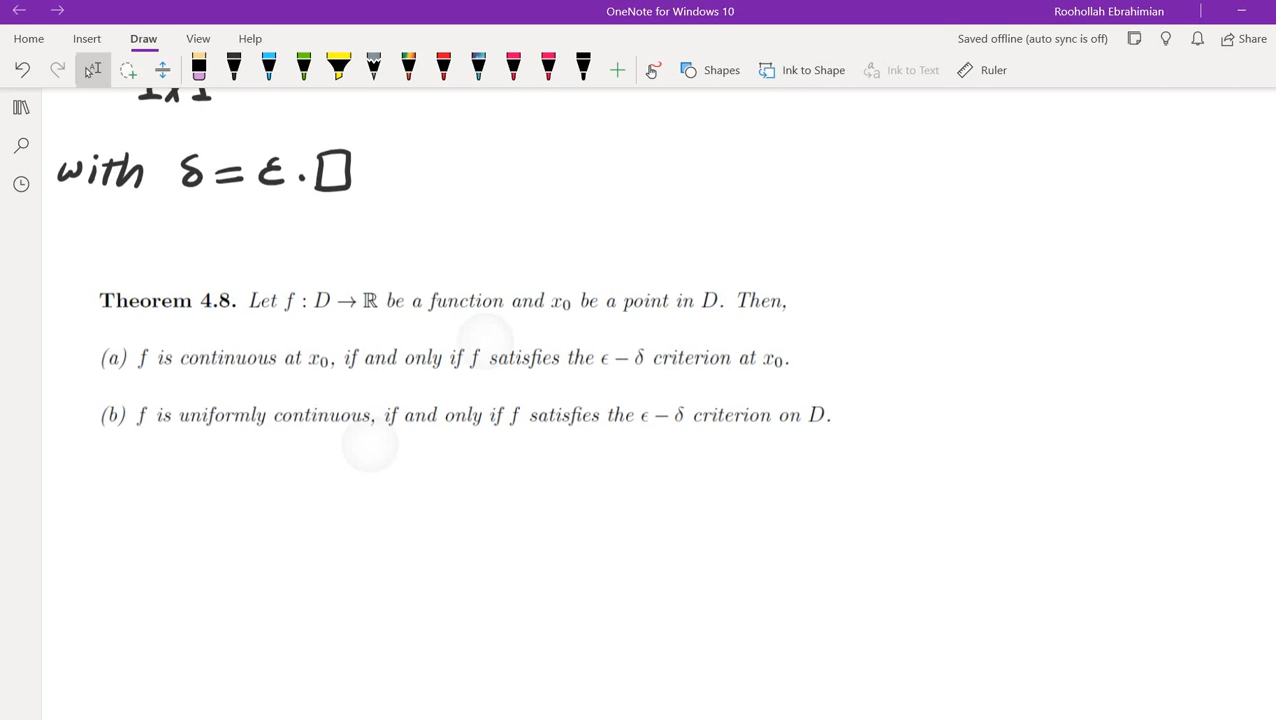 OneNote for Windows 10
Roohollah Ebrahimian
Home Insert Draw View Help
Saved offline (auto sync is off)
Share
Shapes
Ink to Shape
Ink to Text
Ruler
with δ = ε . □
Theorem 4.8. Let f : D → ℝ be a function and x₀ be a point in D. Then,
(a) f is continuous at x₀, if and only if f satisfies the ϵ − δ criterion at x₀.
(b) f is uniformly continuous, if and only if f satisfies the ϵ − δ criterion on D.